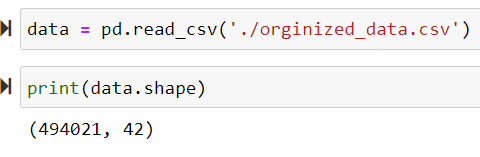 data = pd.read_csv('./orginized_data.csv')
print(data.shape)
(494021, 42)